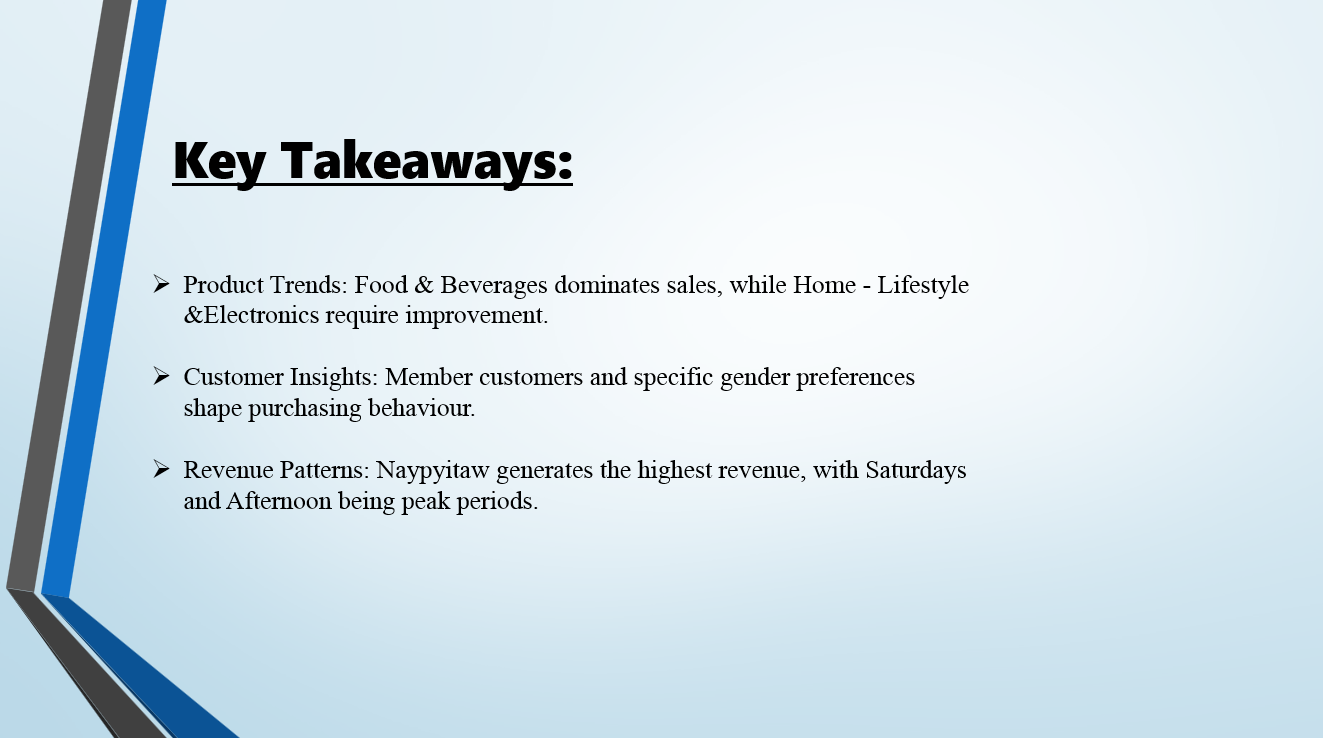 Key Takeaways:
➢ Product Trends: Food & Beverages dominates sales, while Home - Lifestyle
&Electronics require improvement.
➢ Customer Insights: Member customers and specific gender preferences
shape purchasing behaviour.
➢ Revenue Patterns: Naypyitaw generates the highest revenue, with Saturdays
and Afternoon being peak periods.